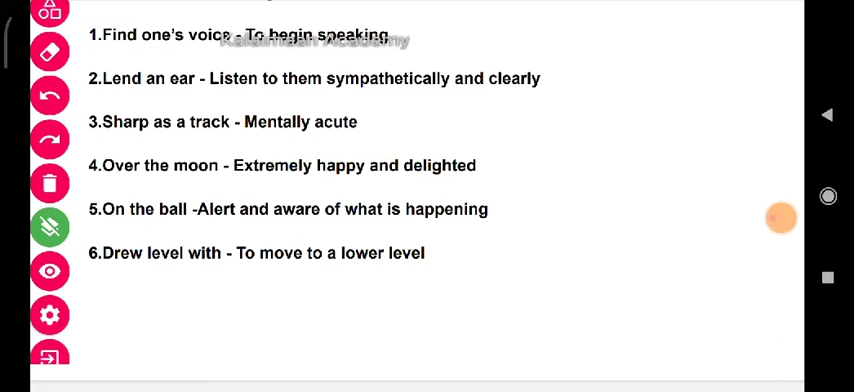 1.Find one's voice - To begin speaking
Kalaimaan Academy
2.Lend an ear - Listen to them sympathetically and clearly
3.Sharp as a track - Mentally acute
4.Over the moon - Extremely happy and delighted
5.On the ball -Alert and aware of what is happening
6.Drew level with - To move to a lower level